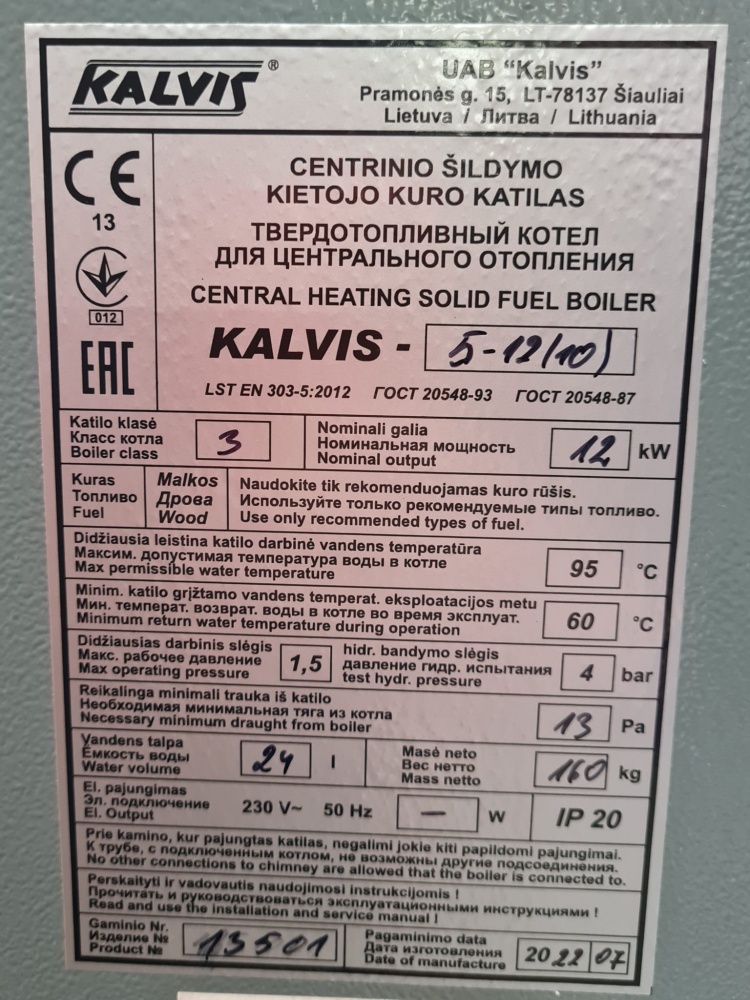 KALVIS®
UAB "Kalvis"
Pramonės g. 15, LT-78137 Šiauliai
Lietuva / Литва / Lithuania
CE
13
012
EAC
CENTRINIO ŠILDYMO
KIETOJO KURO KATILAS
ТВЕРДОТОПЛИВНЫЙ КОТЕЛ
ДЛЯ ЦЕНТРАЛЬНОГО ОТОПЛЕНИЯ
CENTRAL HEATING SOLID FUEL BOILER
KALVIS - 5-12(10)
LST EN 303-5:2012 ГОСТ 20548-93 ГОСТ 20548-87
Katilo klasė
Класс котла
Boiler class
3
Nominali galia
Номинальная мощность
Nominal output
12 kW
Kuras
Топливо
Fuel
Malkos
Дрова
Wood
Naudokite tik rekomenduojamas kuro rūšis.
Используйте только рекомендуемые типы топливо.
Use only recommended types of fuel.
Didžiausia leistina katilo darbinė vandens temperatūra
Максим. допустимая температура воды в котле
Max permissible water temperature
95 °C
Minim. katilo grįžtamo vandens temperat. eksploatacijos metu
Мин. температ. возврат. воды в котле во время эксплуат.
Minimum return water temperature during operation
60 °C
Didžiausias darbinis slėgis
Макс. рабочее давление
Max operating pressure
1,5
hidr. bandymo slėgis
давление гидр. испытания
test hydr. pressure
4 bar
Reikalinga minimali trauka iš katilo
Необходимая минимальная тяга из котла
Necessary minimum draught from boiler
13 Pa
Vandens talpa
Емкость воды
Water volume
24 l
Masė neto
Вес нетто
Mass netto
160 kg
El. pajungimas
Эл. подключение
El. Output
230 V~ 50 Hz — W
IP 20
Prie kamino, kur pajungtas katilas, negalimi jokie kiti papildomi pajungimai.
К трубе, с подключенным котлом, не возможны другие подсоединения.
No other connections to chimney are allowed that the boiler is connected to.
Perskaityti ir vadovautis naudojimosi instrukcijomis !
Прочитать и руководствоваться эксплуатационными инструкциями !
Read and use the installation and service manual !
Gaminio Nr.
Изделие №
Product №
13501
Pagaminimo data
Дата изготовления
Date of manufacture
2022 07